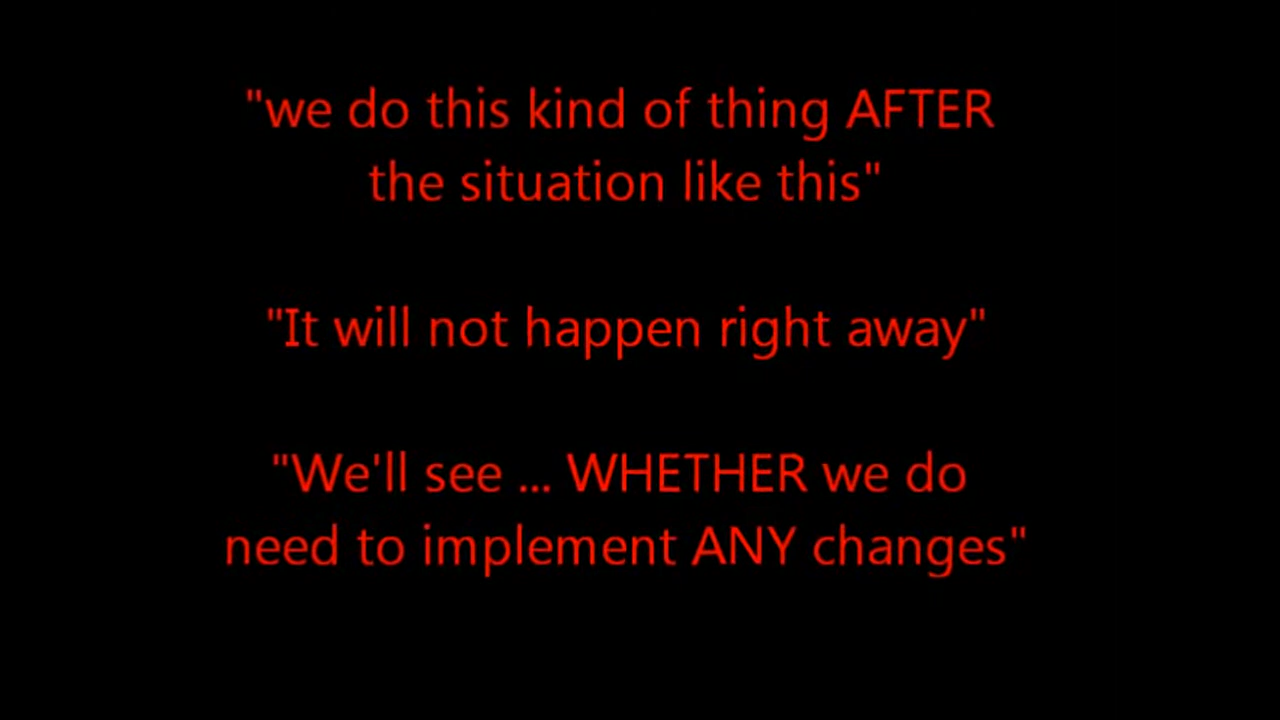 "we do this kind of thing AFTER
the situation like this"
"It will not happen right away"
"We'll see ... WHETHER we do
need to implement ANY changes"